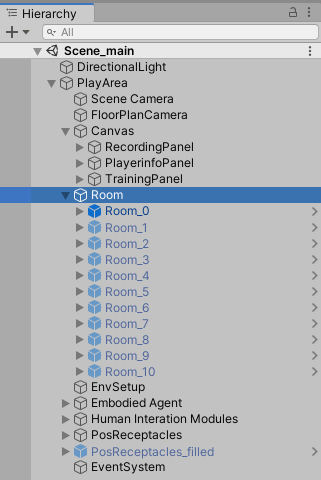 Hierarchy
All
Scene_main
DirectionalLight
PlayArea
Scene Camera
FloorPlanCamera
Canvas
RecordingPanel
PlayerinfoPanel
TrainingPanel
Room
Room_0
Room_1
Room_2
Room_3
Room_4
Room_5
Room_6
Room_7
Room_8
Room_9
Room_10
EnvSetup
Embodied Agent
Human Interation Modules
PosReceptacles
PosReceptacles_filled
EventSystem